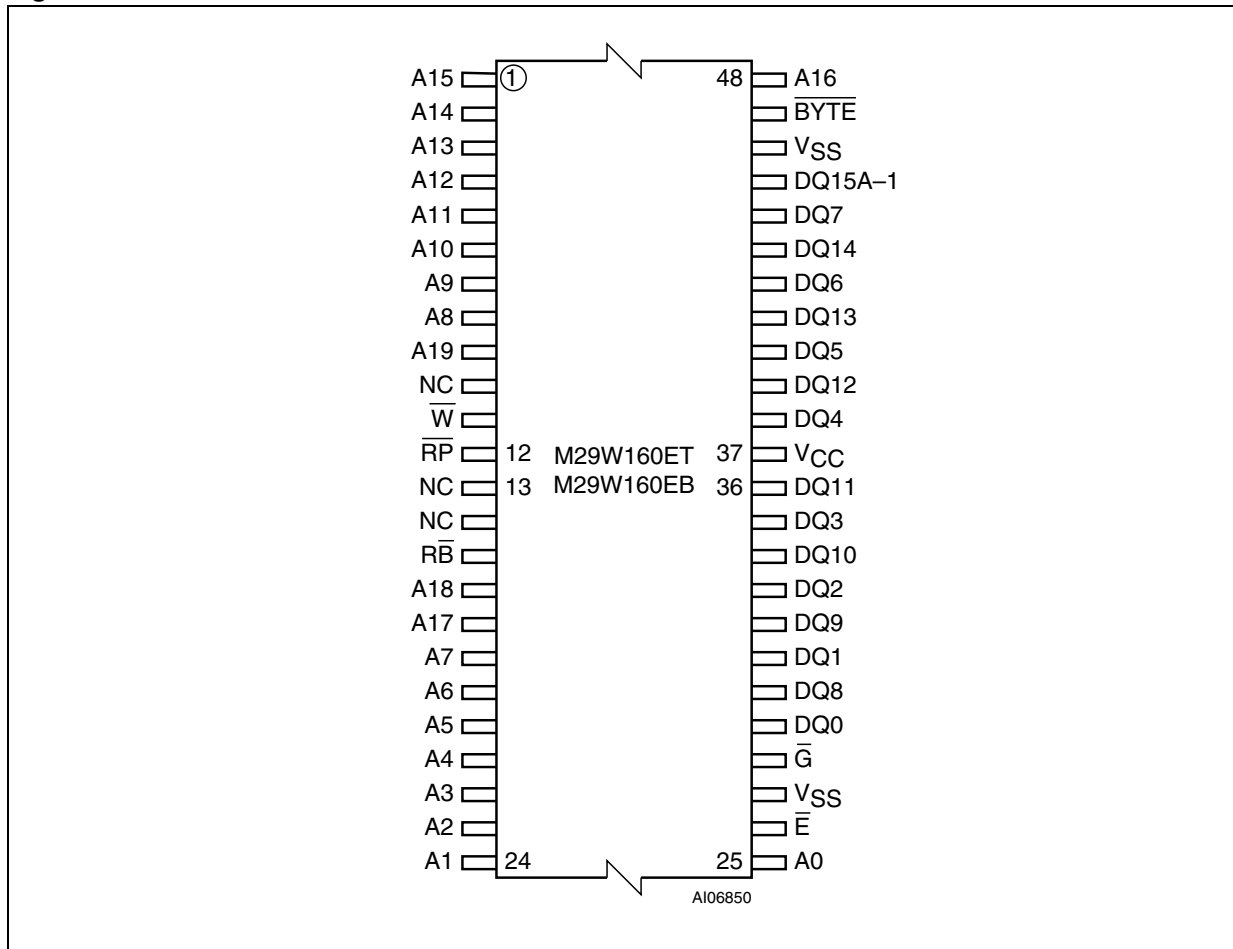 A15 ① 48 A16
A14 B̅Y̅T̅E̅
A13 VSS
A12 DQ15A–1
A11 DQ7
A10 DQ14
A9 DQ6
A8 DQ13
A19 DQ5
NC DQ12
W̅ DQ4
R̅P̅ 12 M29W160ET 37 VCC
NC 13 M29W160EB 36 DQ11
NC DQ3
RB̅ DQ10
A18 DQ2
A17 DQ9
A7 DQ1
A6 DQ8
A5 DQ0
A4 G̅
A3 VSS
A2 E̅
A1 24 25 A0
AI06850